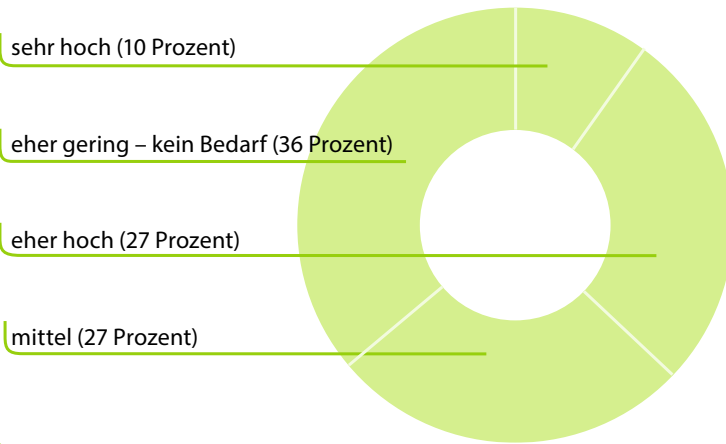 sehr hoch (10 Prozent)
eher gering – kein Bedarf (36 Prozent)
eher hoch (27 Prozent)
mittel (27 Prozent)